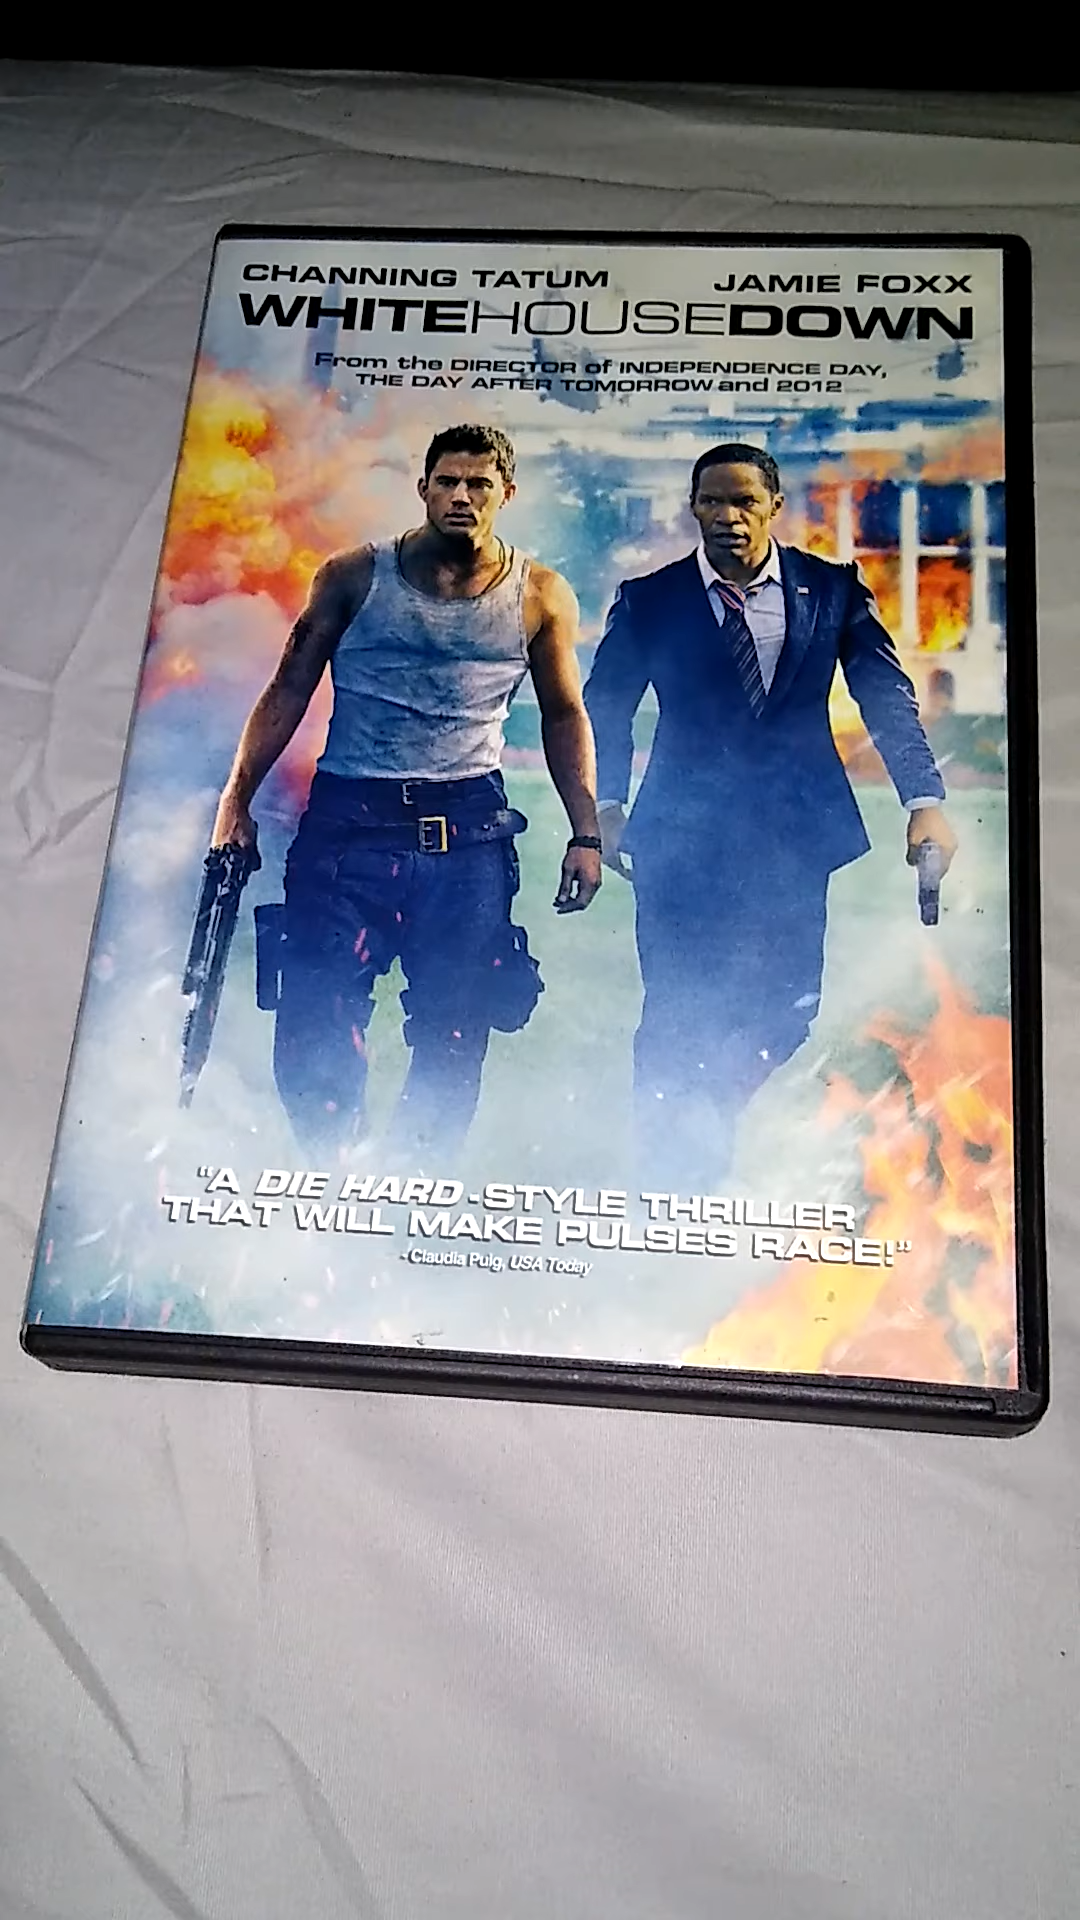 CHANNING TATUM JAMIE FOXX
WHITEHOUSEDOWN
From the DIRECTOR of INDEPENDENCE DAY,
THE DAY AFTER TOMORROW and 2012
"A DIE HARD-STYLE THRILLER
THAT WILL MAKE PULSES RACE!"
- Claudia Puig, USA Today